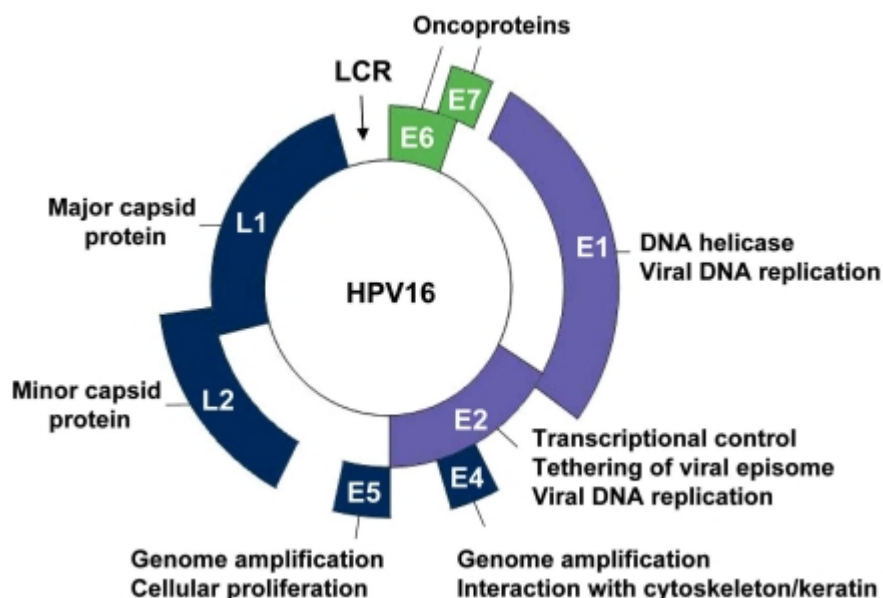 Oncoproteins
LCR
E7
E6
Major capsid
protein
L1
E1
DNA helicase
Viral DNA replication
HPV16
Minor capsid
protein
L2
E2
Transcriptional control
Tethering of viral episome
Viral DNA replication
E5
E4
Genome amplification
Cellular proliferation
Genome amplification
Interaction with cytoskeleton/keratin